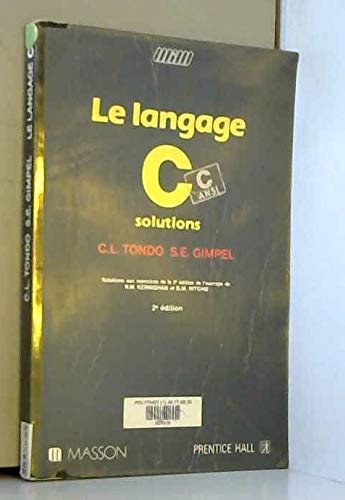 mim
Le langage
C
C
ANSI
solutions
C.L. TONDO S.E. GIMPEL
Solutions aux exercices de la 2e édition de l'ouvrage de
B.W. KERNIGHAN et D.M. RITCHIE
2e édition
MASSON
PRENTICE HALL
C.L. TONDO S.E. GIMPEL LE LANGAGE C